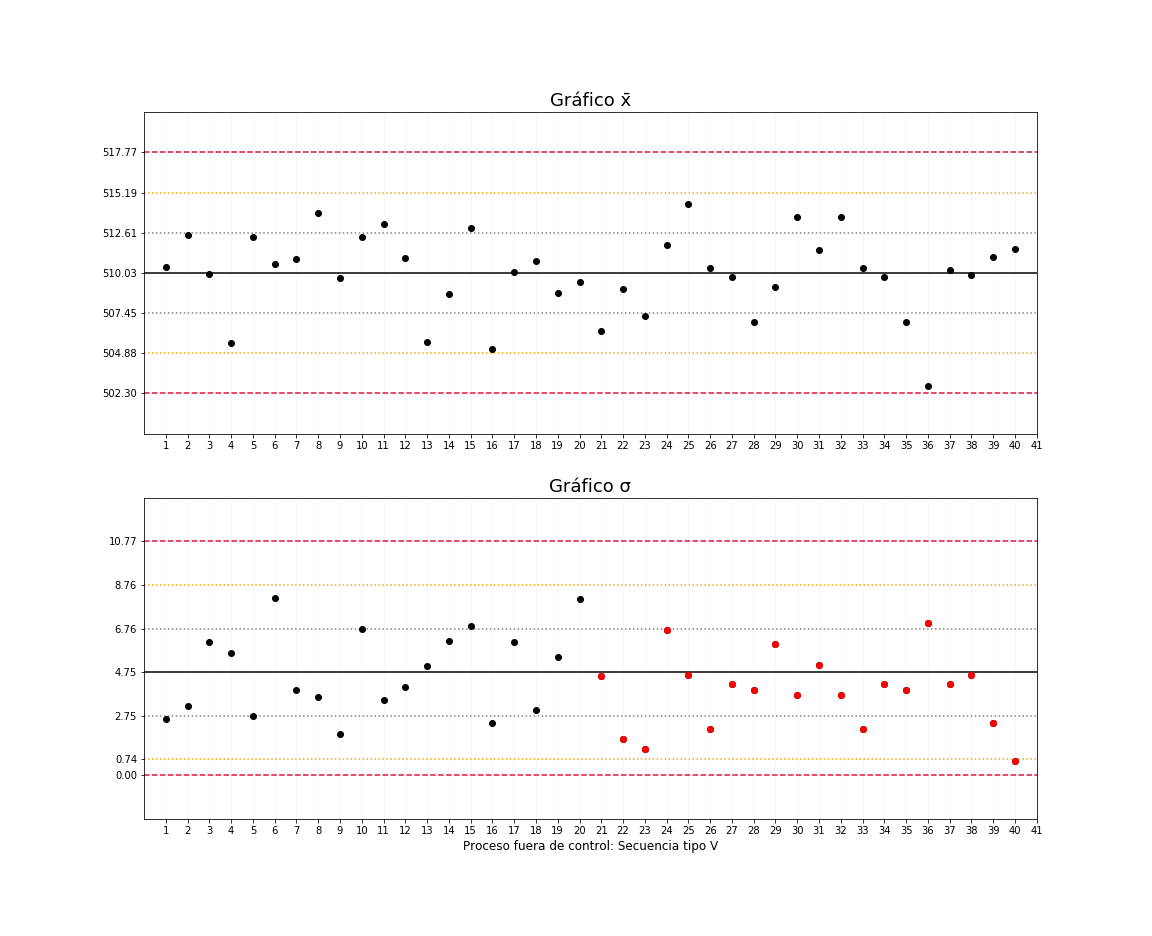 Gráfico x̄
517.77
515.19
512.61
510.03
507.45
504.88
502.30
1 2 3 4 5 6 7 8 9 10 11 12 13 14 15 16 17 18 19 20 21 22 23 24 25 26 27 28 29 30 31 32 33 34 35 36 37 38 39 40 41
Gráfico σ
10.77
8.76
6.76
4.75
2.75
0.74
0.00
1 2 3 4 5 6 7 8 9 10 11 12 13 14 15 16 17 18 19 20 21 22 23 24 25 26 27 28 29 30 31 32 33 34 35 36 37 38 39 40 41
Proceso fuera de control: Secuencia tipo V